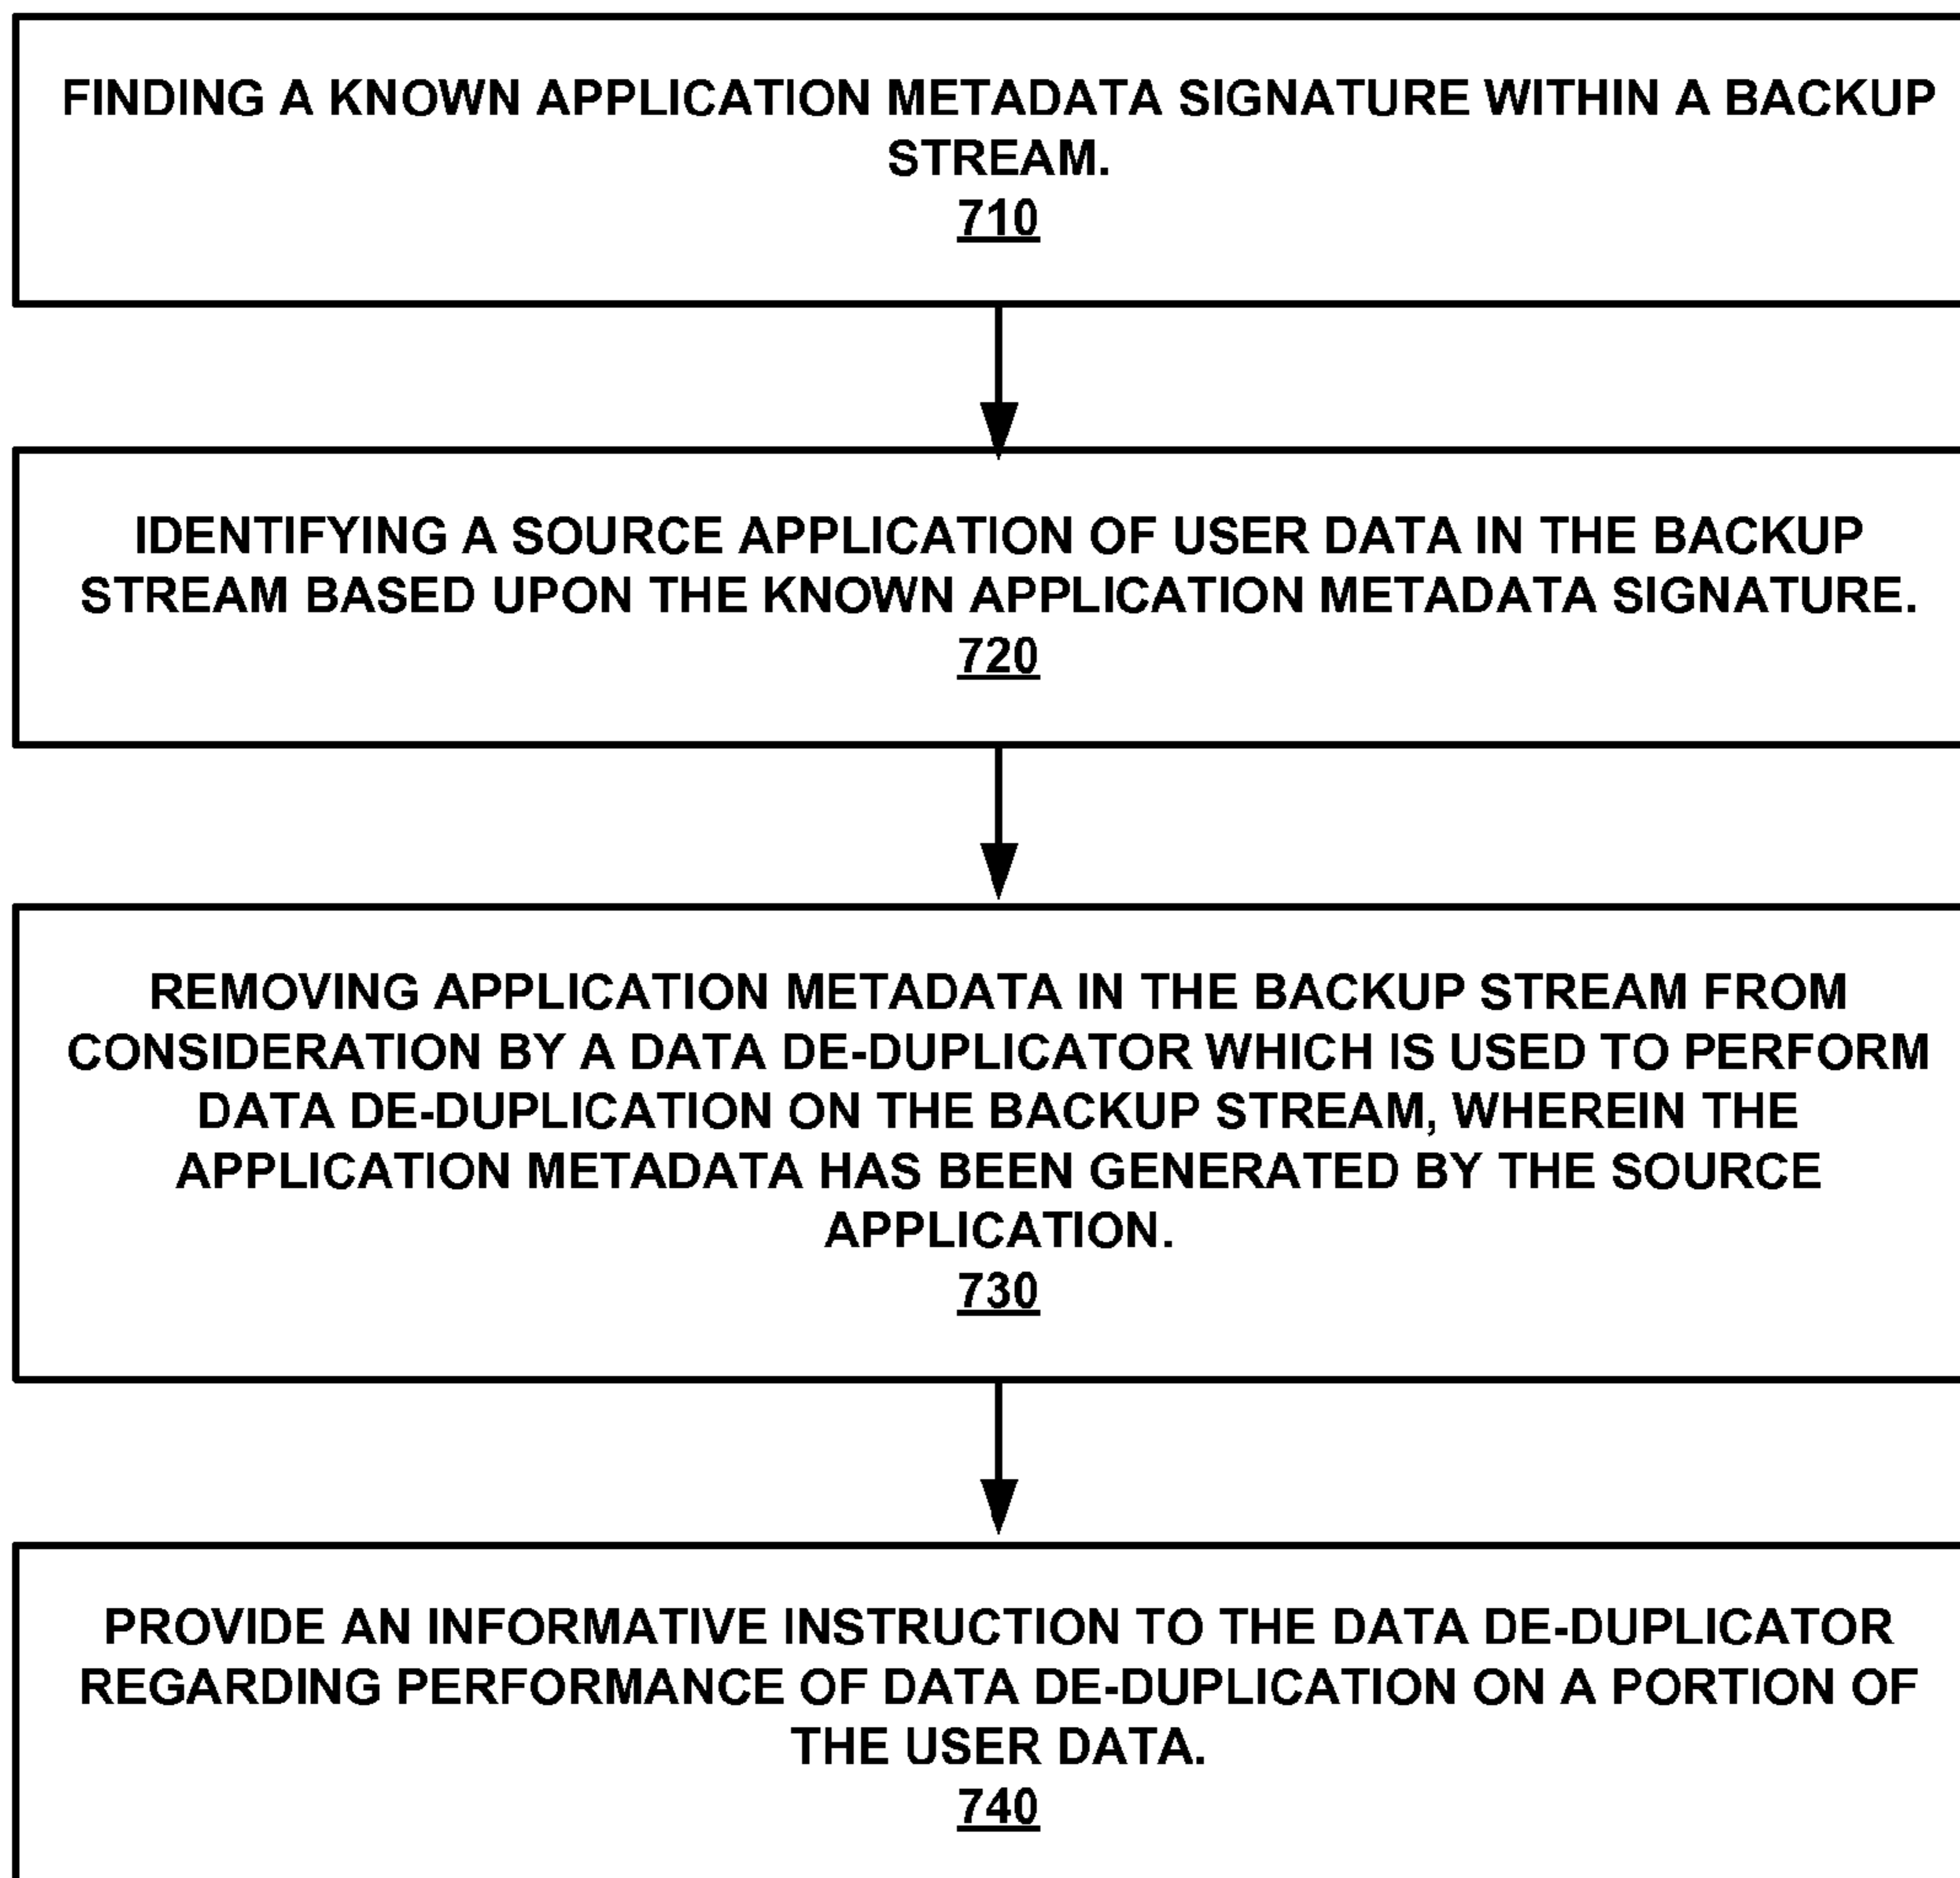 FINDING A KNOWN APPLICATION METADATA SIGNATURE WITHIN A BACKUP
STREAM.
710
IDENTIFYING A SOURCE APPLICATION OF USER DATA IN THE BACKUP
STREAM BASED UPON THE KNOWN APPLICATION METADATA SIGNATURE.
720
REMOVING APPLICATION METADATA IN THE BACKUP STREAM FROM
CONSIDERATION BY A DATA DE-DUPLICATOR WHICH IS USED TO PERFORM
DATA DE-DUPLICATION ON THE BACKUP STREAM, WHEREIN THE
APPLICATION METADATA HAS BEEN GENERATED BY THE SOURCE
APPLICATION.
730
PROVIDE AN INFORMATIVE INSTRUCTION TO THE DATA DE-DUPLICATOR
REGARDING PERFORMANCE OF DATA DE-DUPLICATION ON A PORTION OF
THE USER DATA.
740